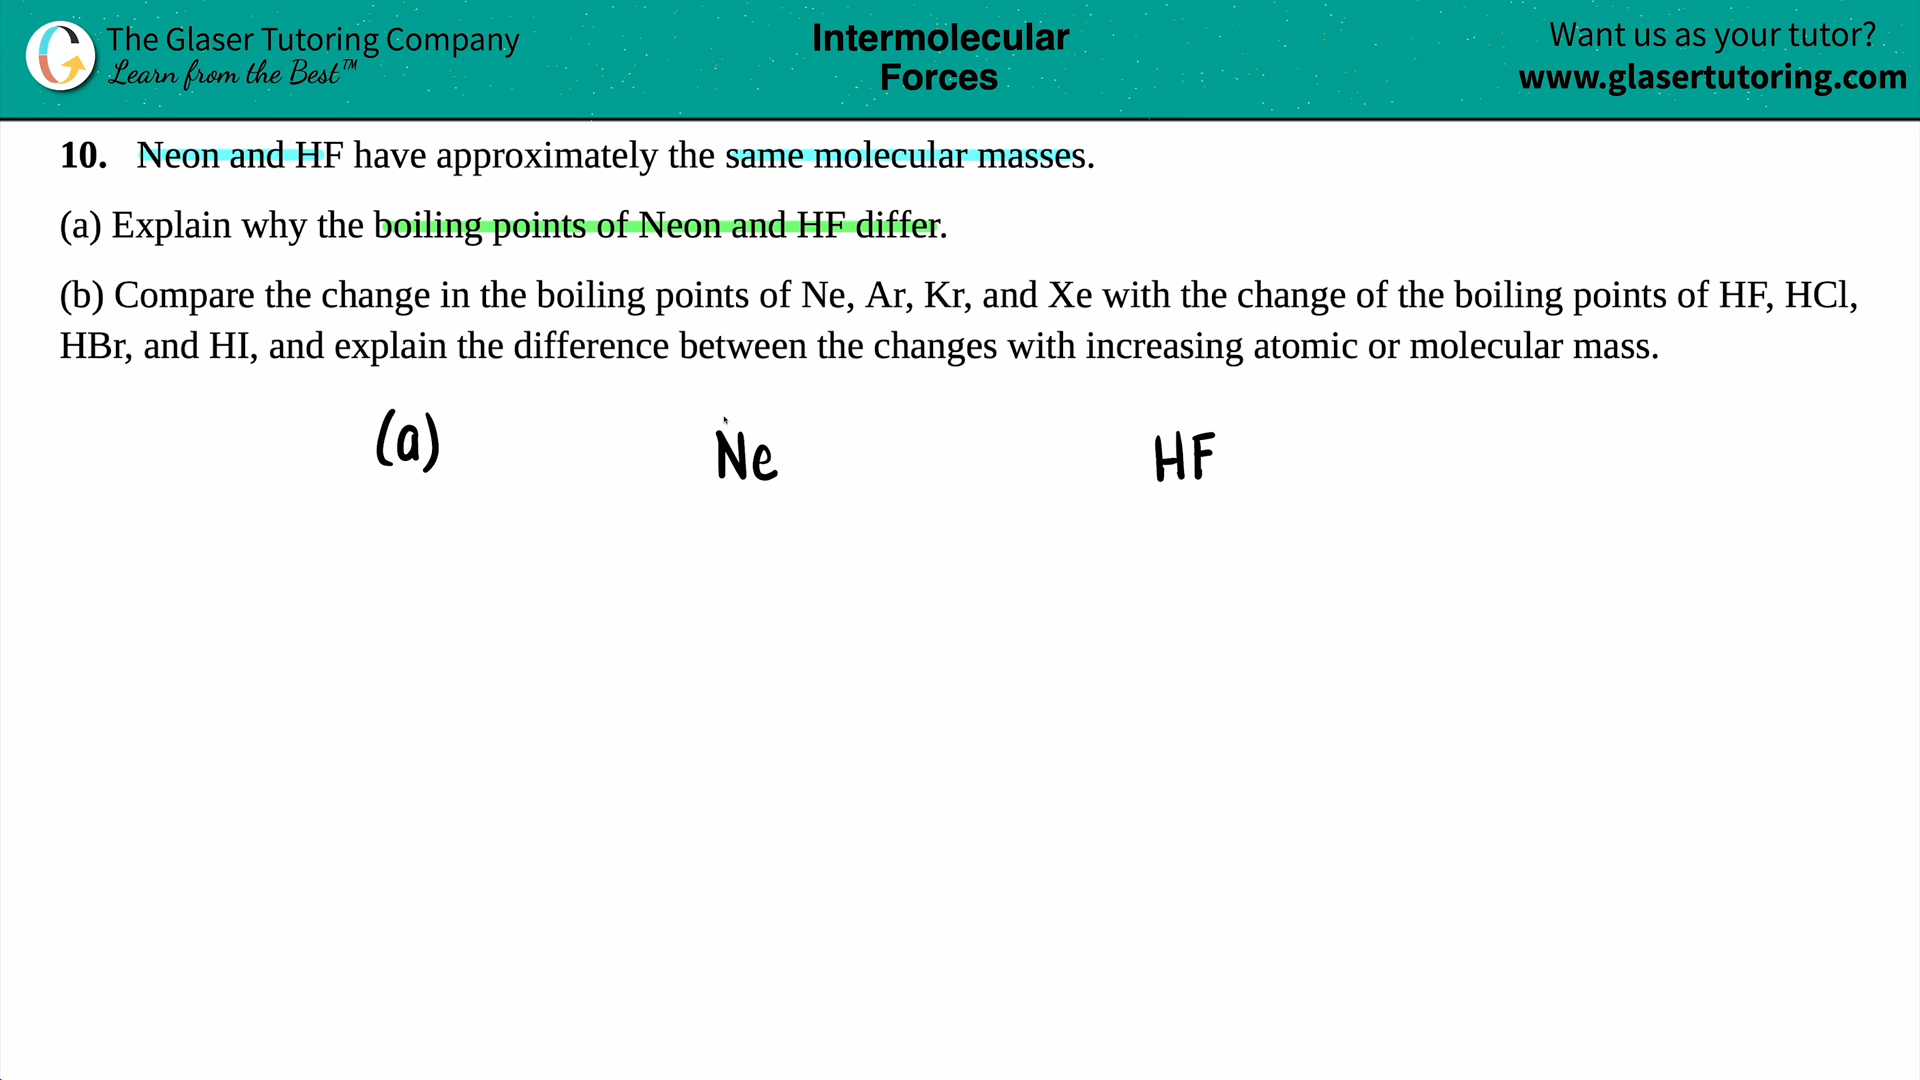 The Glaser Tutoring Company
Learn from the Best™
Intermolecular
Forces
Want us as your tutor?
www.glasertutoring.com
10. Neon and HF have approximately the same molecular masses.
(a) Explain why the boiling points of Neon and HF differ.
(b) Compare the change in the boiling points of Ne, Ar, Kr, and Xe with the change of the boiling points of HF, HCl,
HBr, and HI, and explain the difference between the changes with increasing atomic or molecular mass.
(a) Ne HF